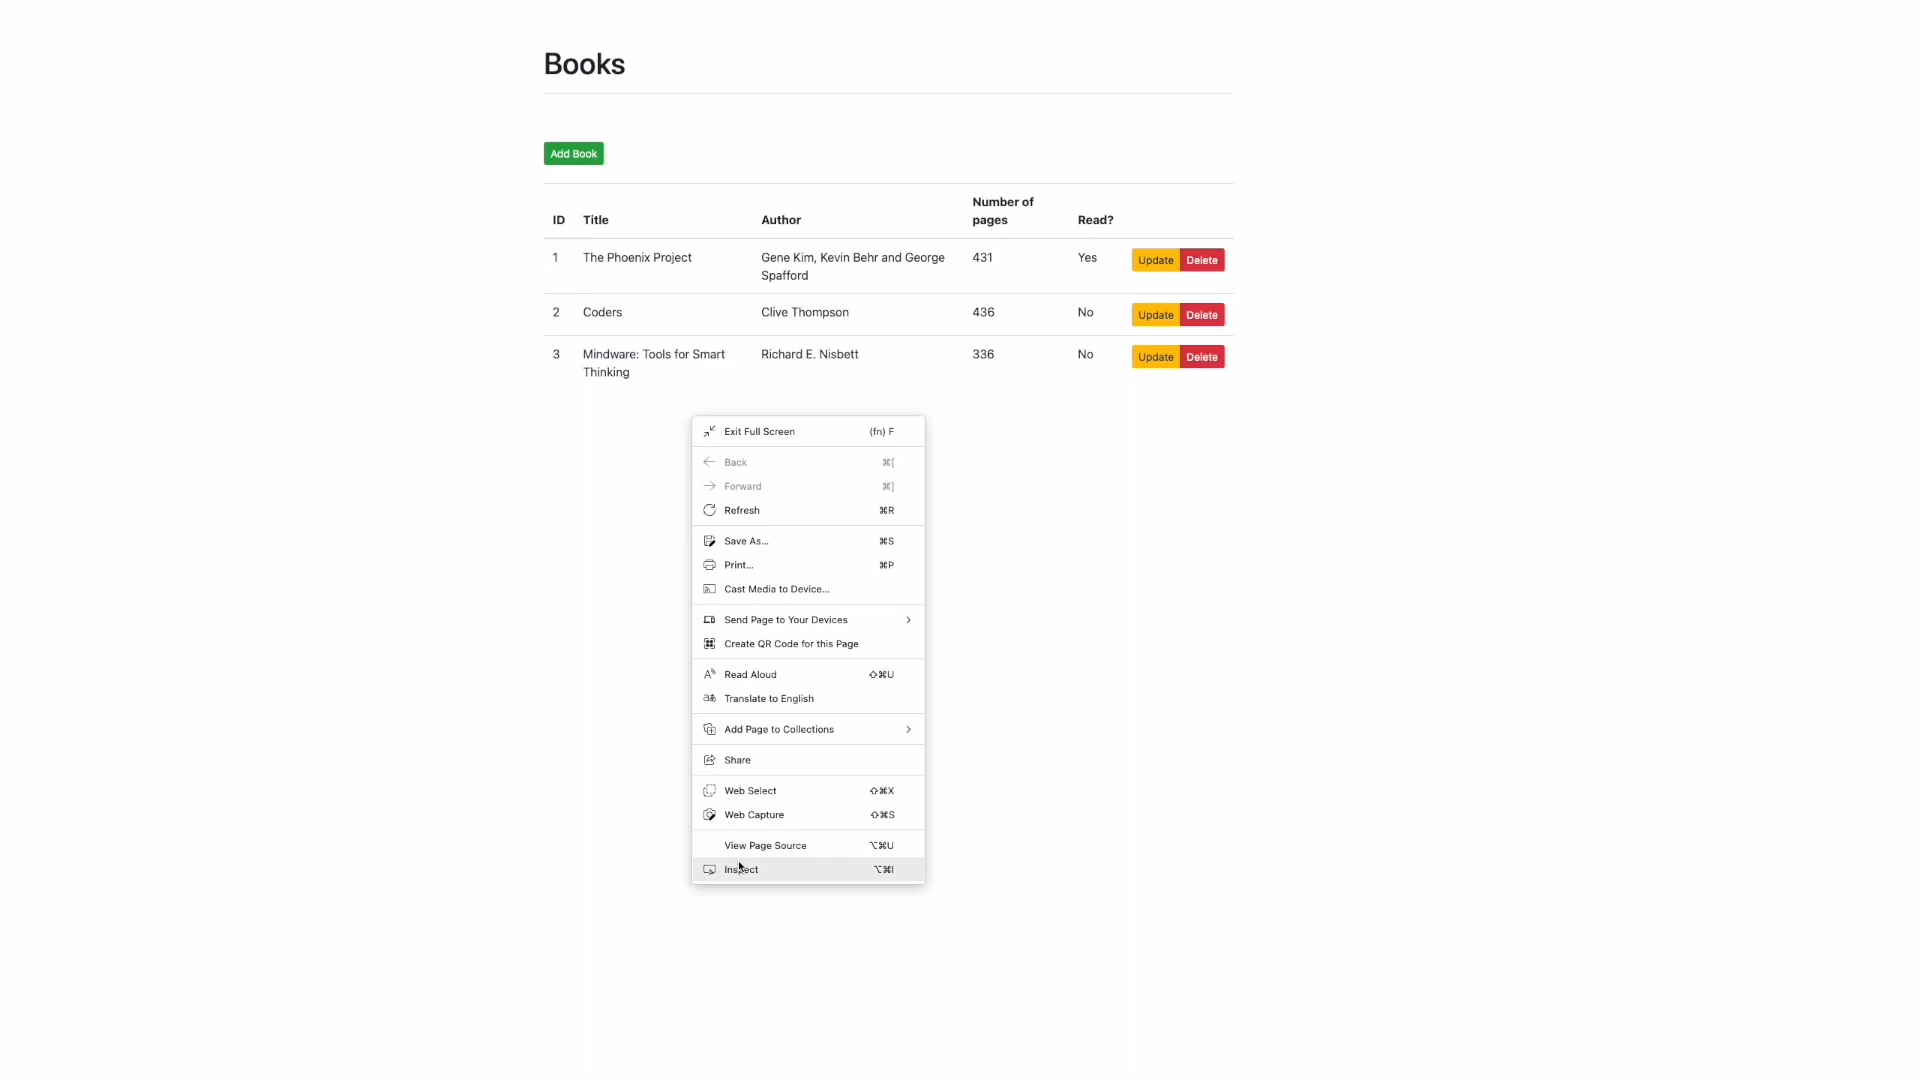 Books
Add Book
ID Title Author Number of pages Read?
1 The Phoenix Project Gene Kim, Kevin Behr and George Spafford 431 Yes Update Delete
2 Coders Clive Thompson 436 No Update Delete
3 Mindware: Tools for Smart Thinking Richard E. Nisbett 336 No Update Delete
Exit Full Screen (fn) F
Back ⌘[
Forward ⌘]
Refresh ⌘R
Save As... ⌘S
Print... ⌘P
Cast Media to Device...
Send Page to Your Devices
Create QR Code for this Page
Read Aloud ⇧⌘U
Translate to English
Add Page to Collections
Share
Web Select ⇧⌘X
Web Capture ⇧⌘S
View Page Source ⌥⌘U
Inspect ⌥⌘I